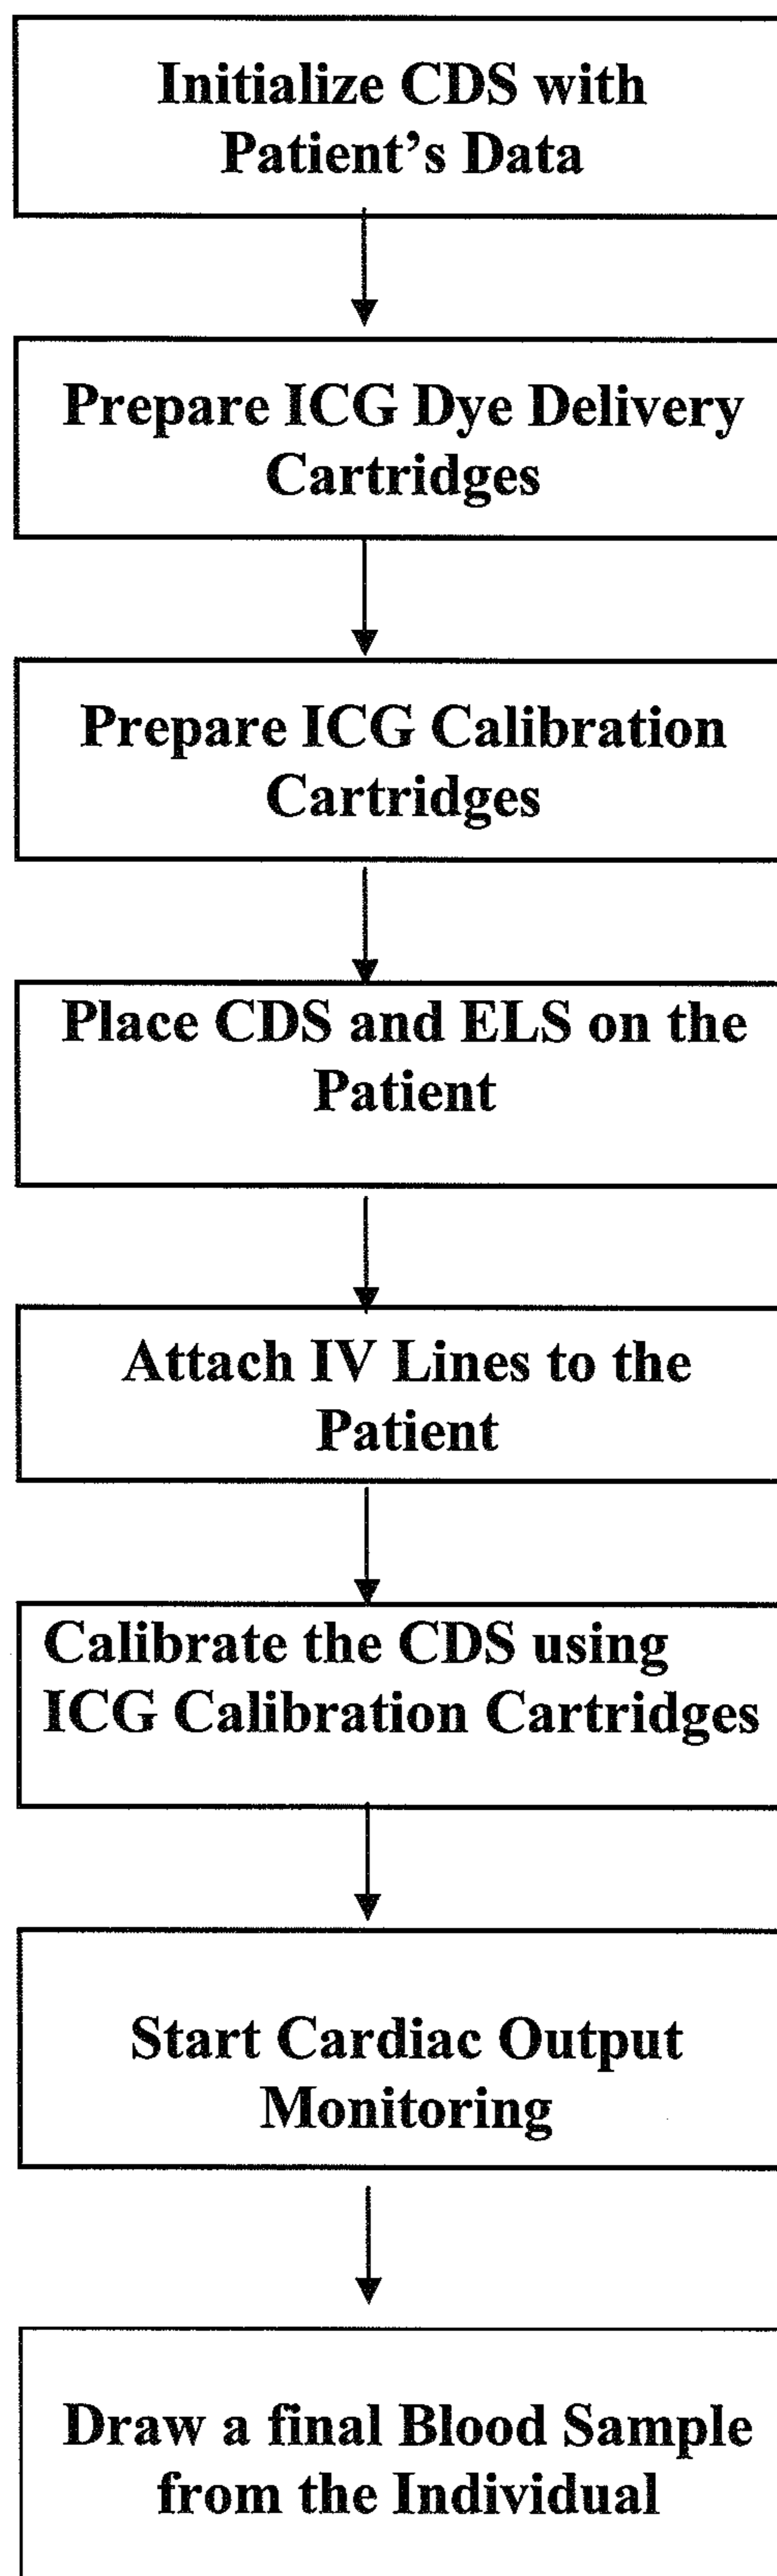 Initialize CDS with
Patient's Data
Prepare ICG Dye Delivery
Cartridges
Prepare ICG Calibration
Cartridges
Place CDS and ELS on the
Patient
Attach IV Lines to the
Patient
Calibrate the CDS using
ICG Calibration Cartridges
Start Cardiac Output
Monitoring
Draw a final Blood Sample
from the Individual